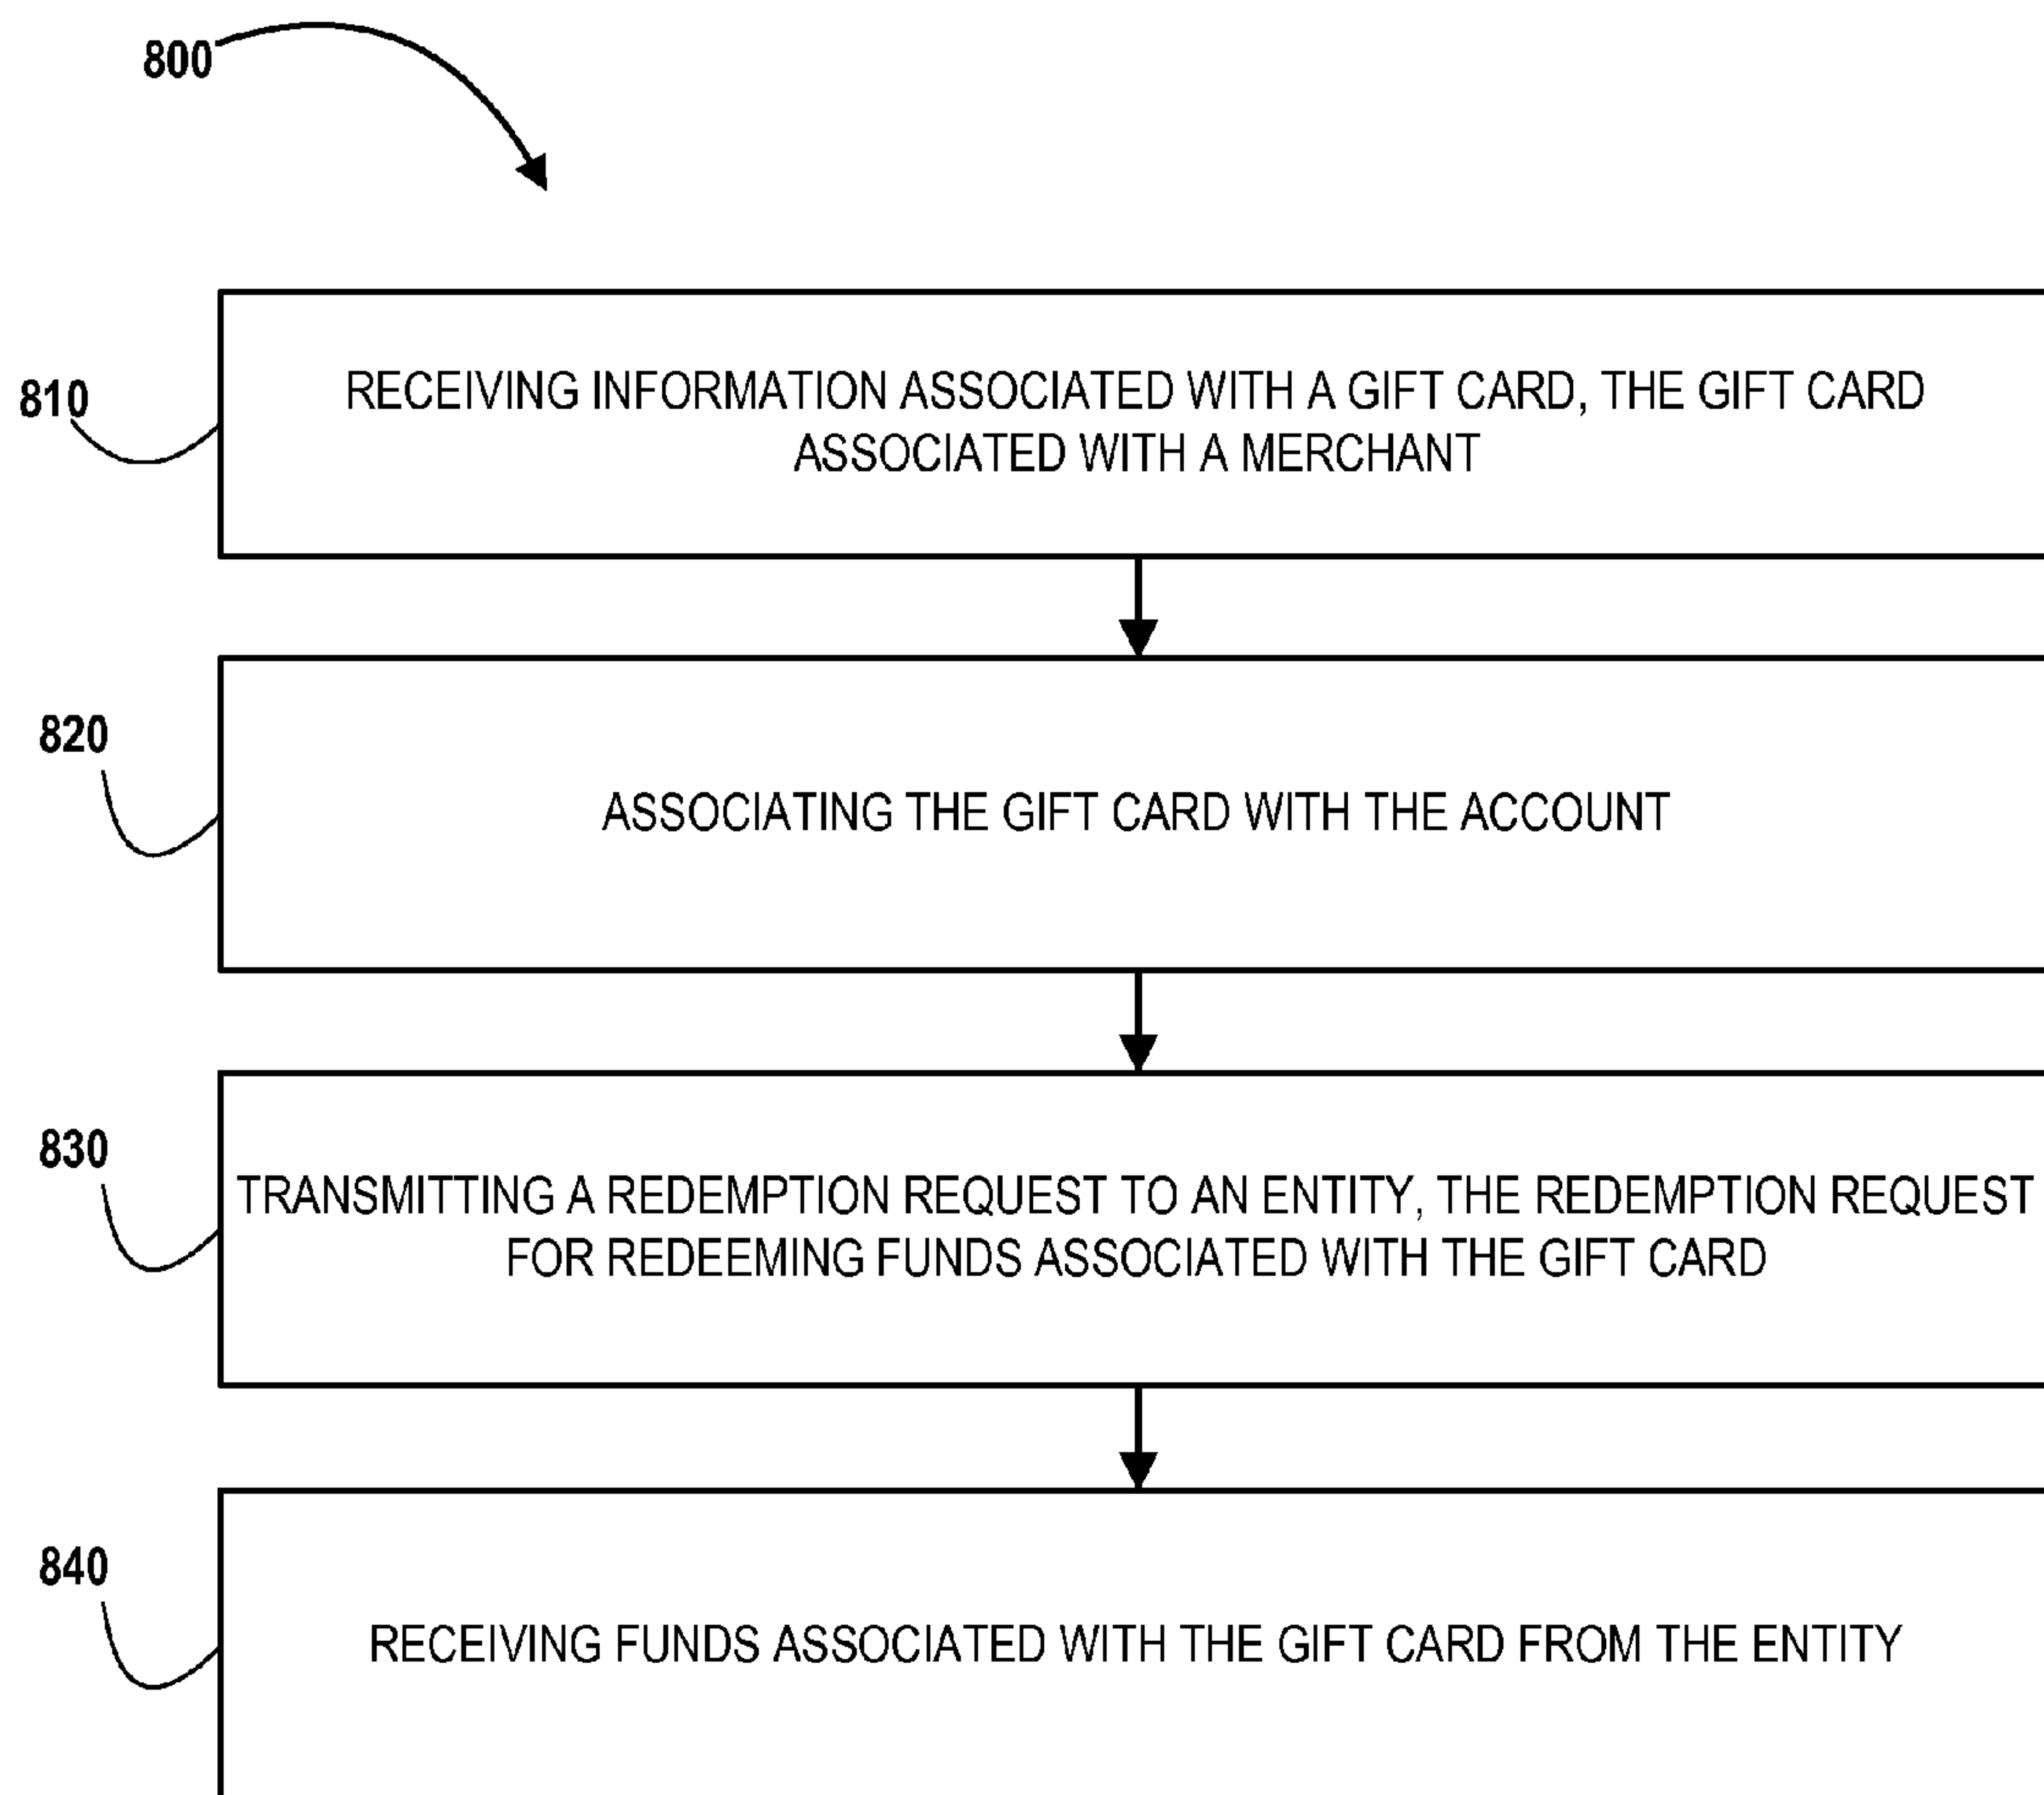 800
810
RECEIVING INFORMATION ASSOCIATED WITH A GIFT CARD, THE GIFT CARD
ASSOCIATED WITH A MERCHANT
820
ASSOCIATING THE GIFT CARD WITH THE ACCOUNT
830
TRANSMITTING A REDEMPTION REQUEST TO AN ENTITY, THE REDEMPTION REQUEST
FOR REDEEMING FUNDS ASSOCIATED WITH THE GIFT CARD
840
RECEIVING FUNDS ASSOCIATED WITH THE GIFT CARD FROM THE ENTITY